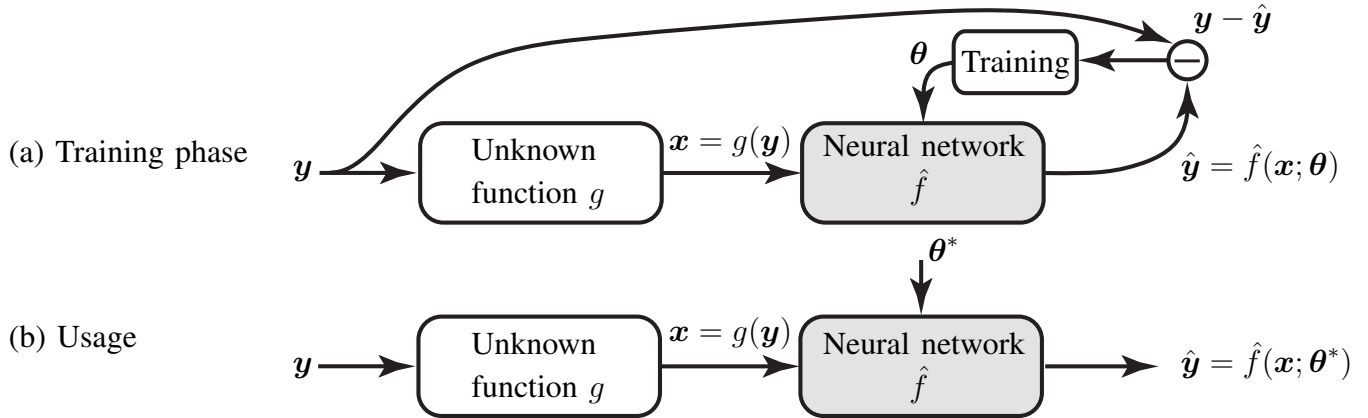 y − ŷ
θ
Training
(a) Training phase
y
Unknown
function g
x = g(y)
Neural network
f̂
ŷ = f̂(x; θ)
θ*
(b) Usage
y
Unknown
function g
x = g(y)
Neural network
f̂
ŷ = f̂(x; θ*)